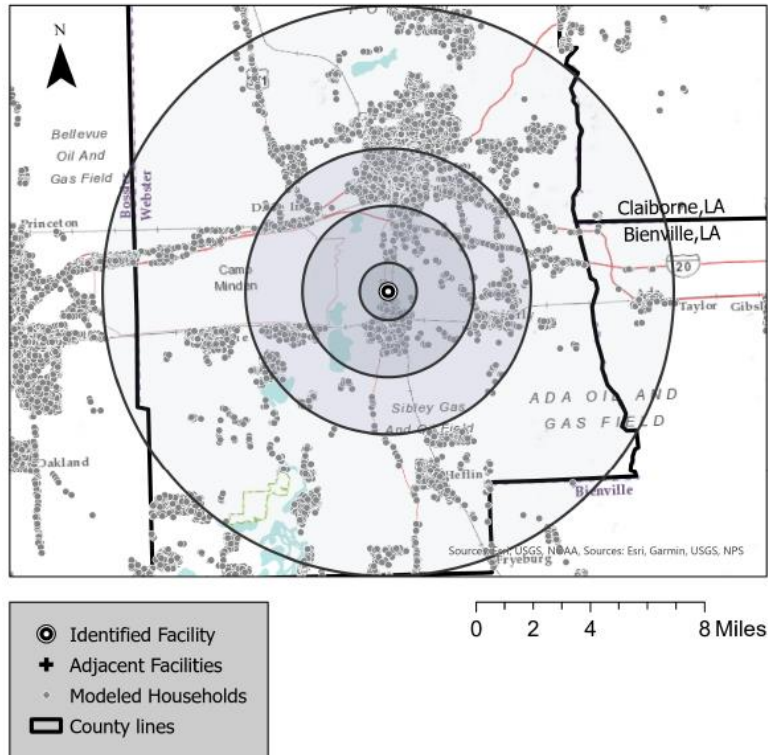 N
Bellevue
Oil And
Gas Field
Bossier
Webster
Princeton
Claiborne,LA
Bienville,LA
20
Camp
Minden
Taylor
Sibley Gas
ADA OIL AND
GAS FIELD
Oakland
Heflin
Bienville
Sources: Esri, USGS, NOAA, Sources: Esri, Garmin, USGS, NPS
Fryeburg
Identified Facility
Adjacent Facilities
Modeled Households
County lines
0 2 4 8 Miles